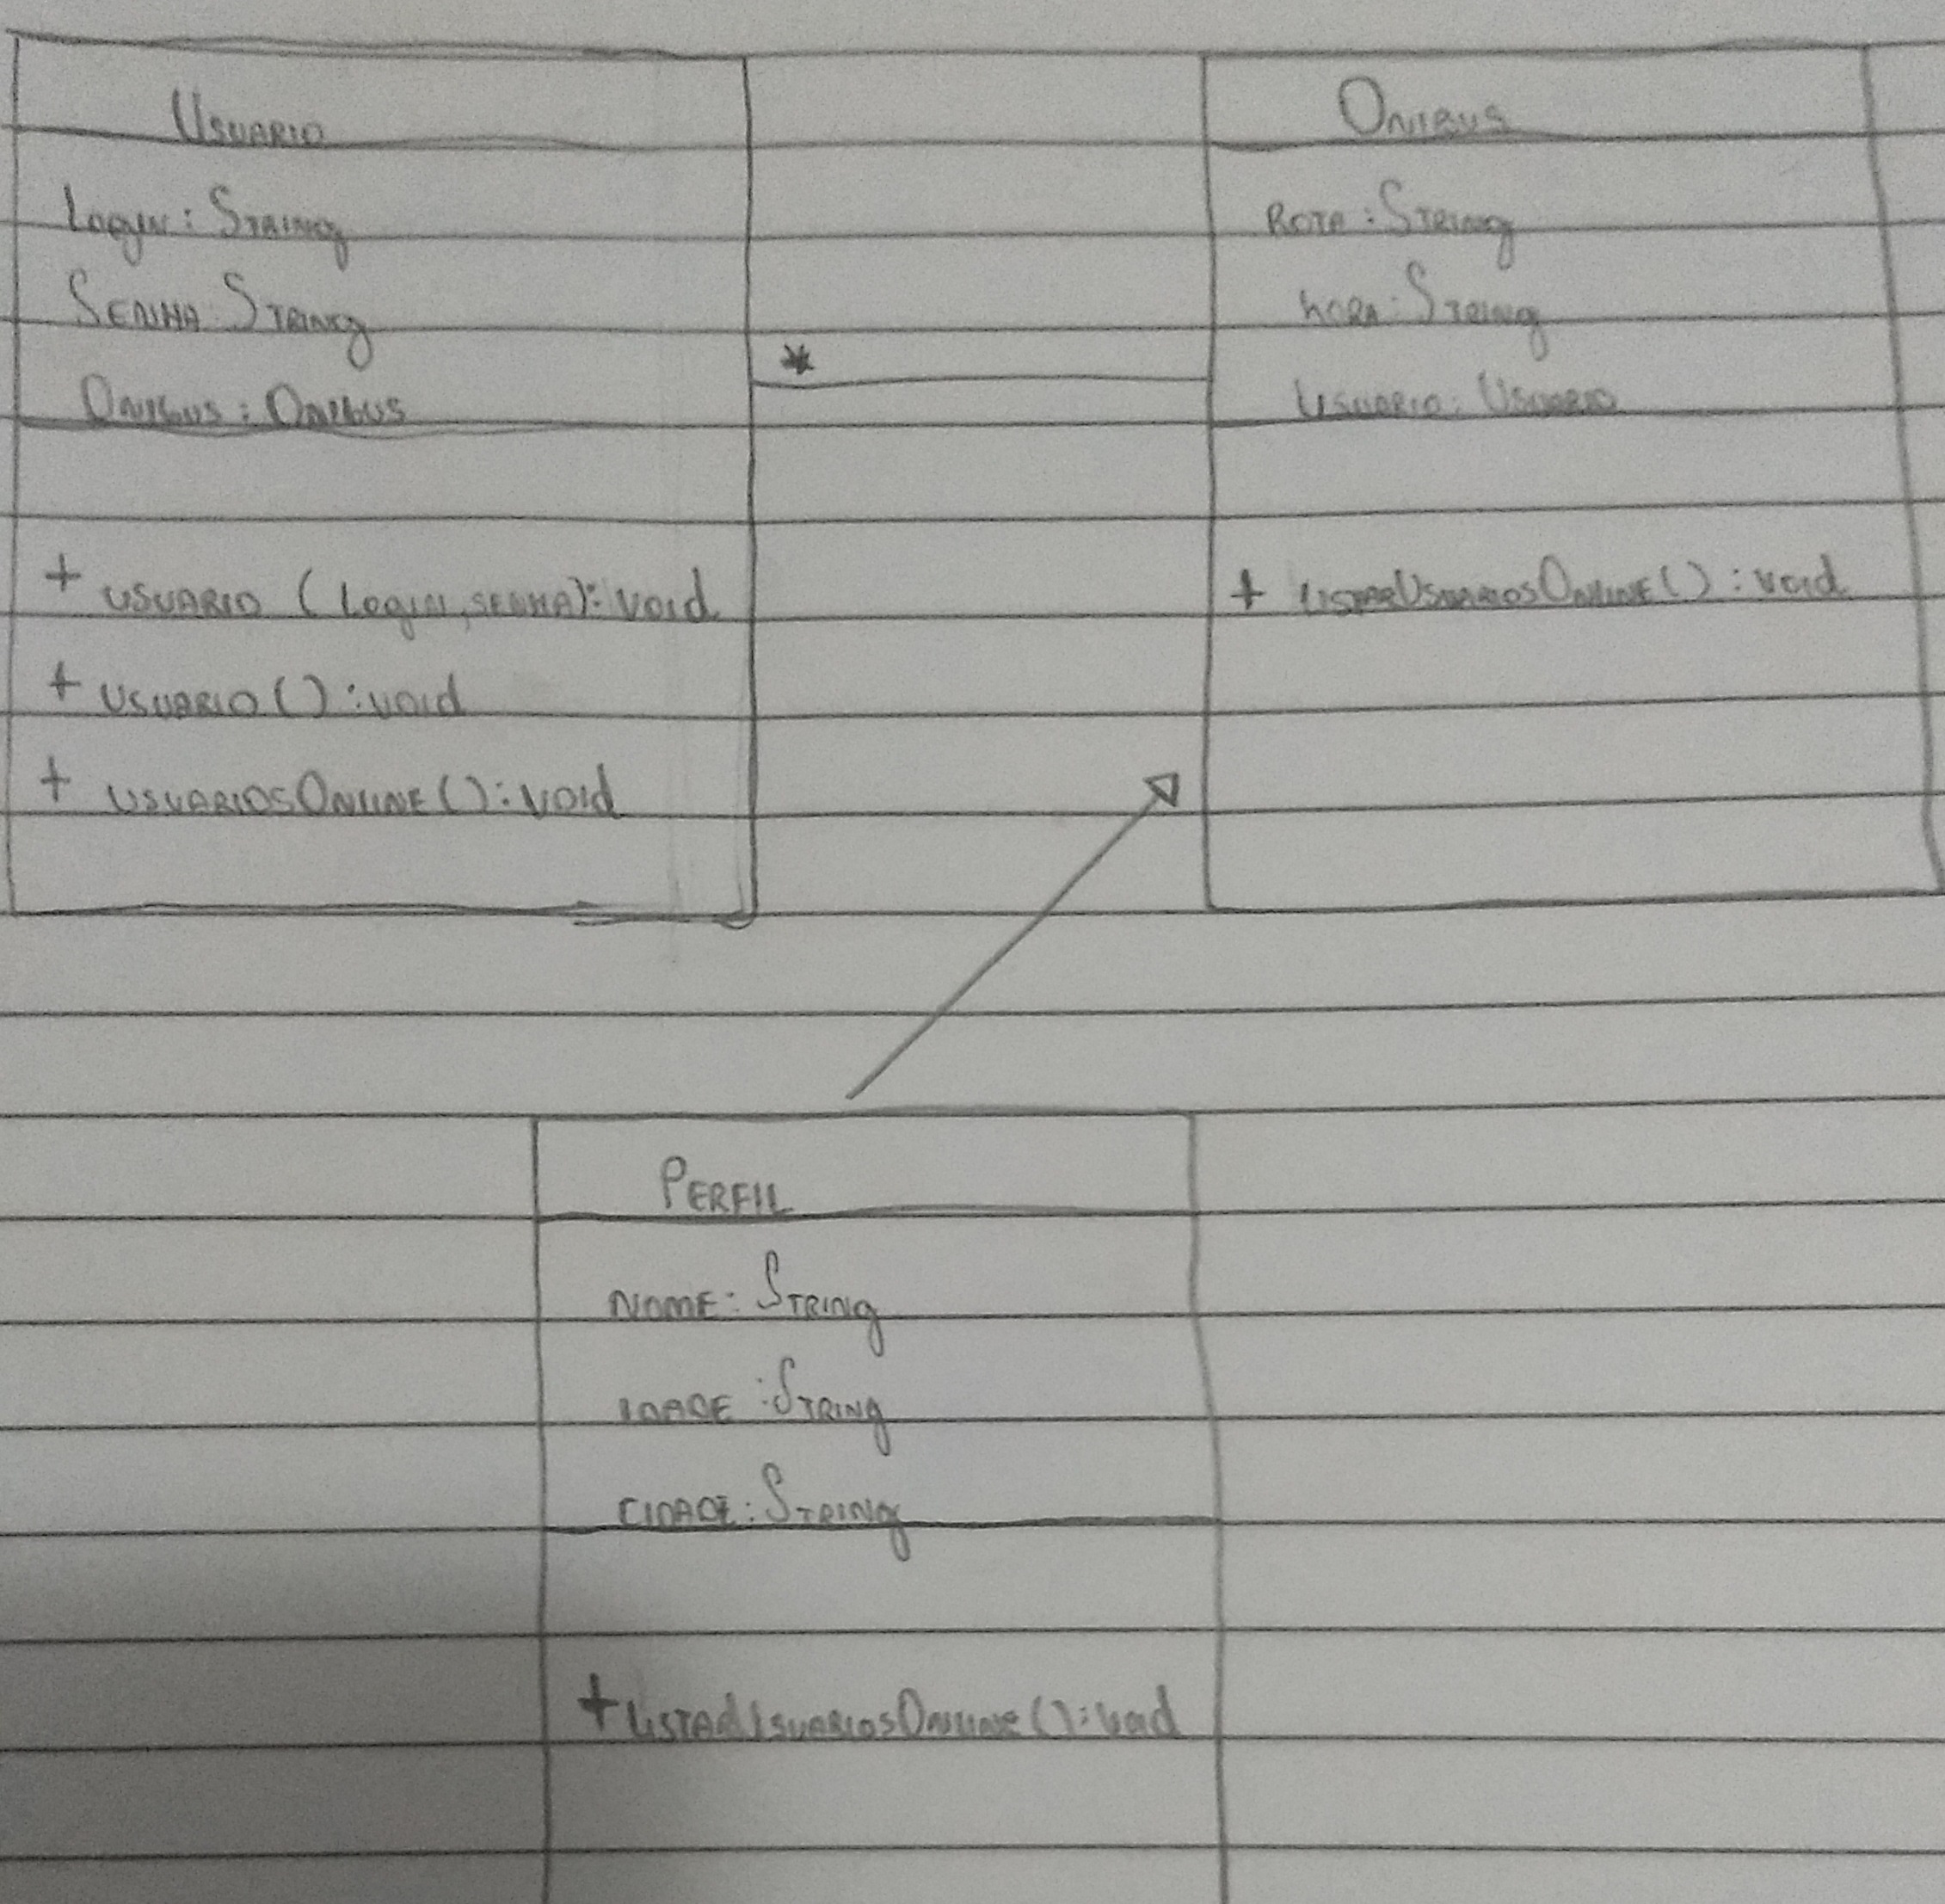 Usuario
Login: String
Senha: String
Onibus: Onibus
+ usuario (Login, senha): void
+ usuario(): void
+ usuariosOnline(): void
*
Onibus
Rota: String
hora: String
Usuario: Usuario
+ listarUsuariosOnline(): void
Perfil
Nome: String
idade: String
cidade: String
+ listarUsuariosOnline(): void